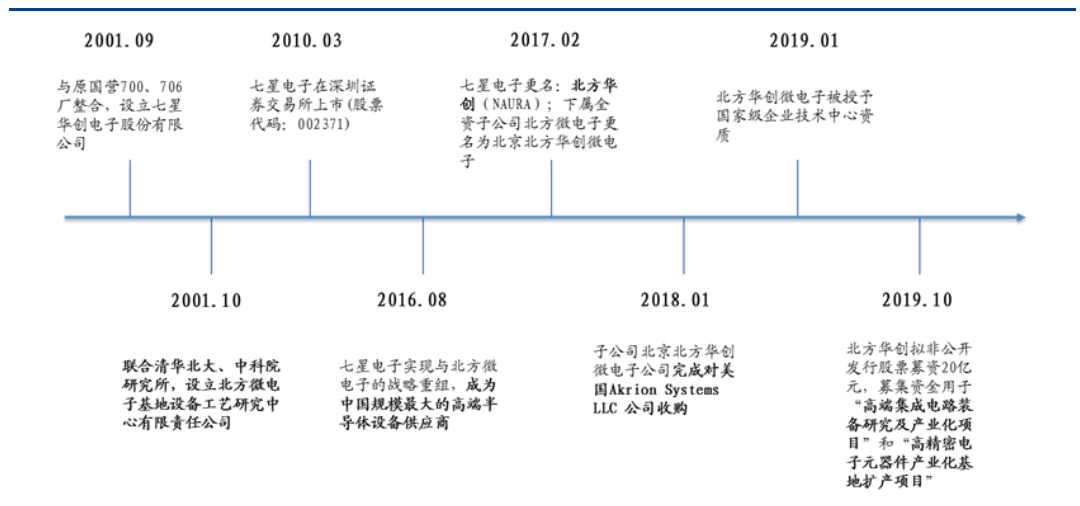 2001.09
与原国营700、706
厂整合，设立七星
华创电子股份有限
公司
2010.03
七星电子在深圳证
券交易所上市(股票
代码：002371)
2017.02
七星电子更名：北方华
创（NAURA）；下属全
资子公司北方微电子更
名为北京北方华创微电
子
2019.01
北方华创微电子被授予
国家级企业技术中心资
质
2001.10
联合清华北大、中科院
研究所，设立北方微电
子基地设备工艺研究中
心有限责任公司
2016.08
七星电子实现与北方微
电子的战略重组，成为
中国规模最大的高端半
导体设备供应商
2018.01
子公司北京北方华创
微电子公司完成对美
国Akrion Systems
LLC 公司收购
2019.10
北方华创拟非公开
发行股票募资20亿
元，募集资金用于
“高端集成电路装
备研究及产业化项
目”和“高精密电
子元器件产业化基
地扩产项目”